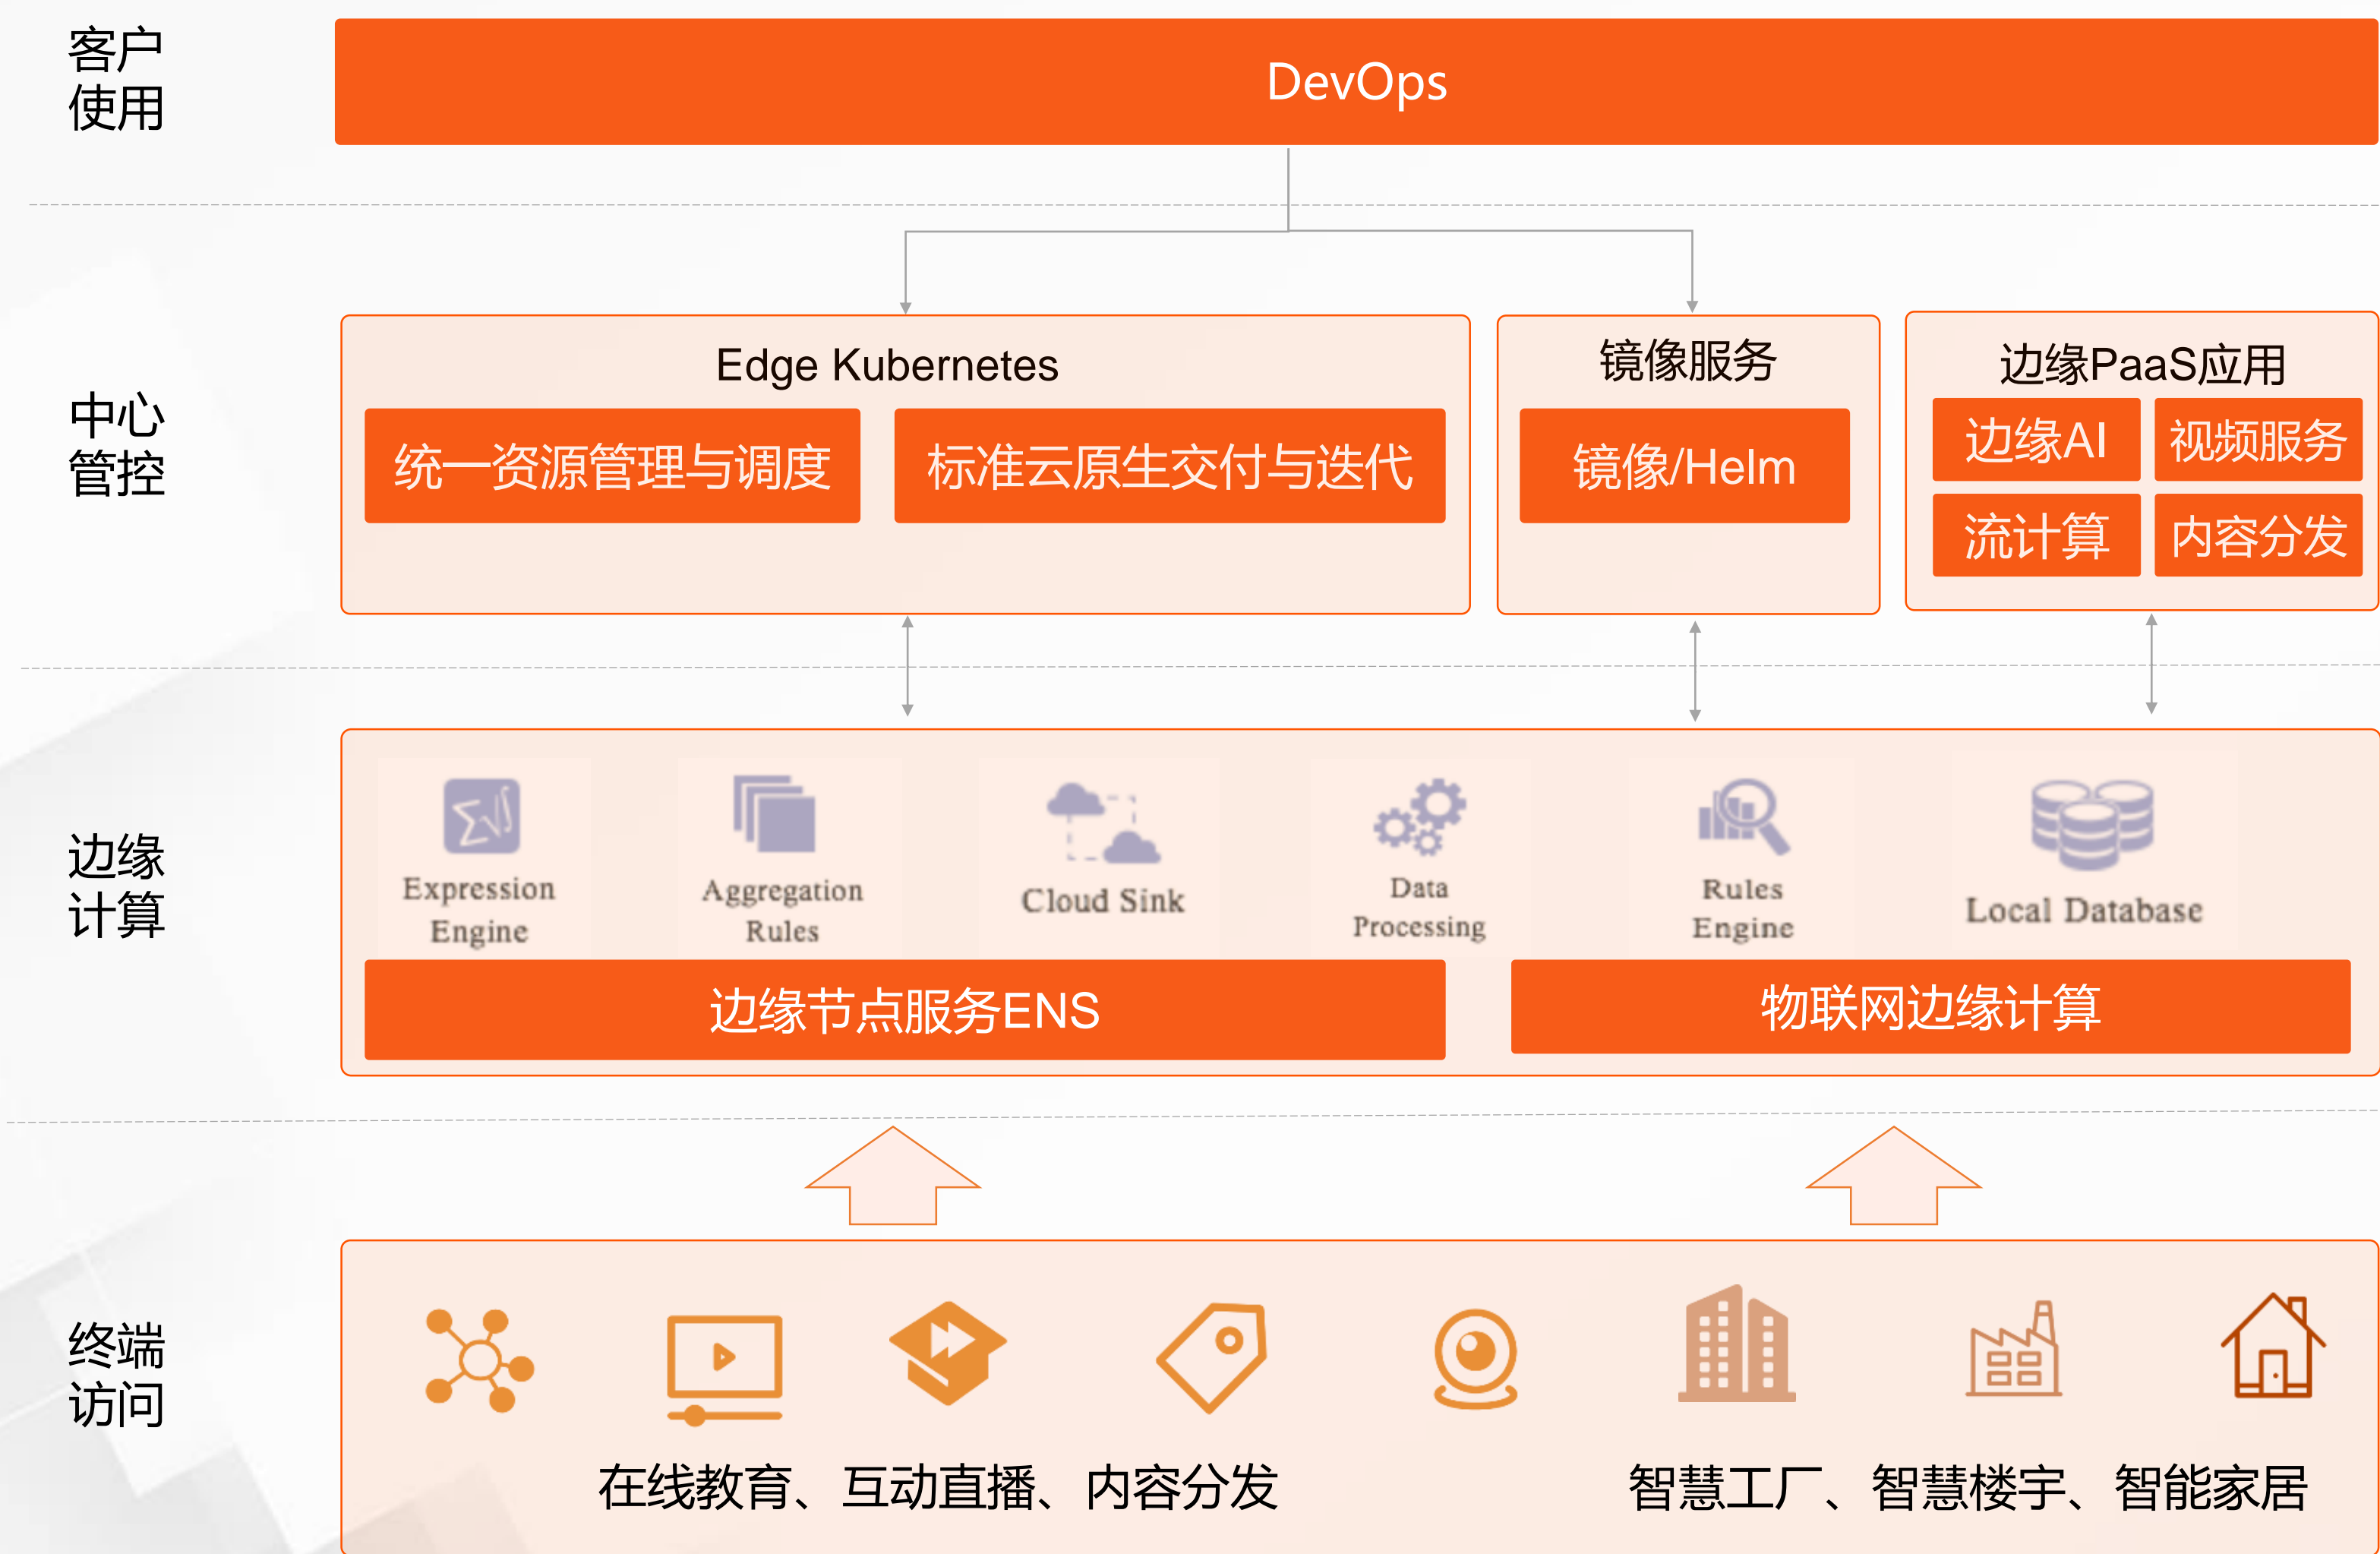 客户
使用
DevOps
中心
管控
Edge Kubernetes
统一资源管理与调度
标准云原生交付与迭代
镜像服务
镜像/Helm
边缘PaaS应用
边缘AI
视频服务
流计算
内容分发
边缘
计算
Expression
Engine
Aggregation
Rules
Cloud Sink
Data
Processing
Rules
Engine
Local Database
边缘节点服务ENS
物联网边缘计算
终端
访问
在线教育、互动直播、内容分发
智慧工厂、智慧楼宇、智能家居